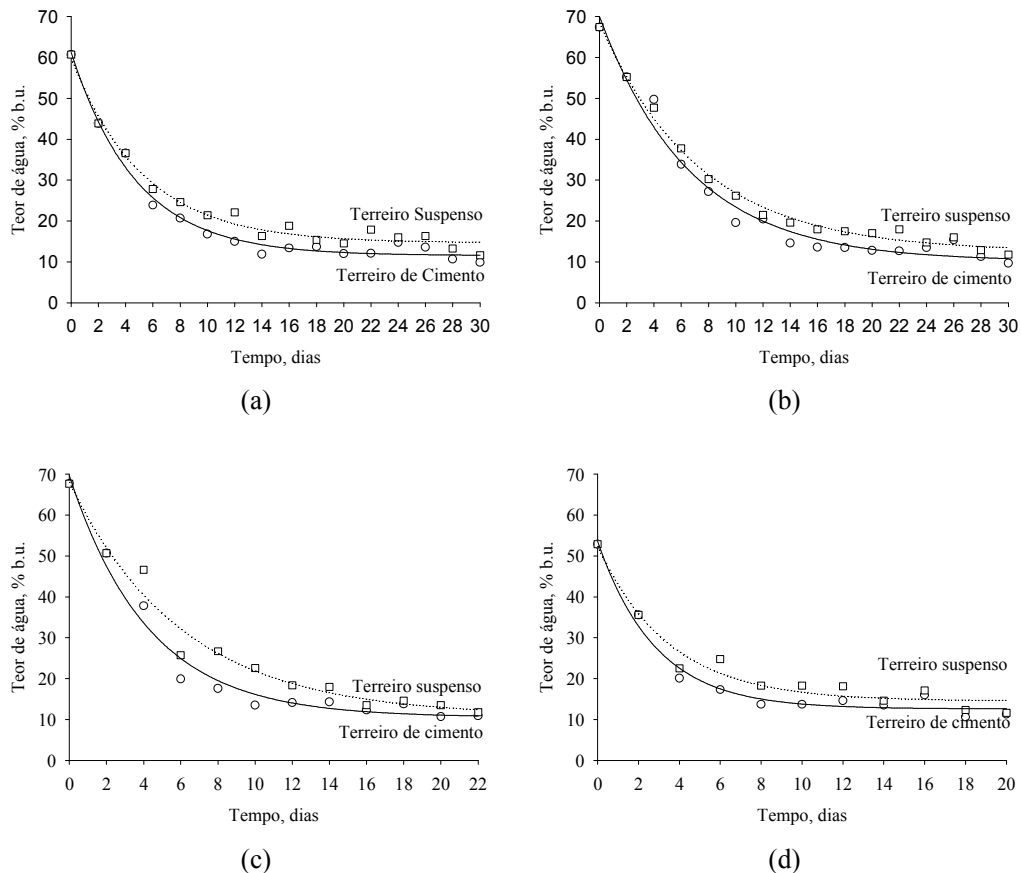 70
60
50
40
30
20
10
0
Teor de água, % b.u.
Terreiro Suspenso
Terreiro de Cimento
0 2 4 6 8 10 12 14 16 18 20 22 24 26 28 30
Tempo, dias
(a)
70
60
50
40
30
20
10
0
Teor de água, % b.u.
Terreiro suspenso
Terreiro de cimento
0 2 4 6 8 10 12 14 16 18 20 22 24 26 28 30
Tempo, dias
(b)
70
60
50
40
30
20
10
0
Teor de água, % b.u.
Terreiro suspenso
Terreiro de cimento
0 2 4 6 8 10 12 14 16 18 20 22
Tempo, dias
(c)
70
60
50
40
30
20
10
0
Teor de água, % b.u.
Terreiro suspenso
Terreiro de cimento
0 2 4 6 8 10 12 14 16 18 20
Tempo, dias
(d)